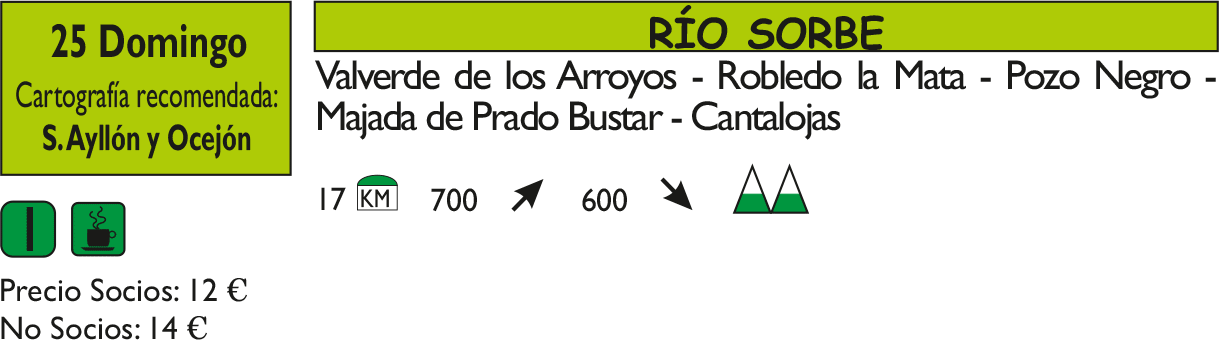 25 Domingo
Cartografía recomendada:
S. Ayllón y Ocejón
RÍO SORBE
Valverde de los Arroyos - Robledo la Mata - Pozo Negro -
Majada de Prado Bustar - Cantalojas
17 KM 700 600
I
Precio Socios: 12 €
No Socios: 14 €